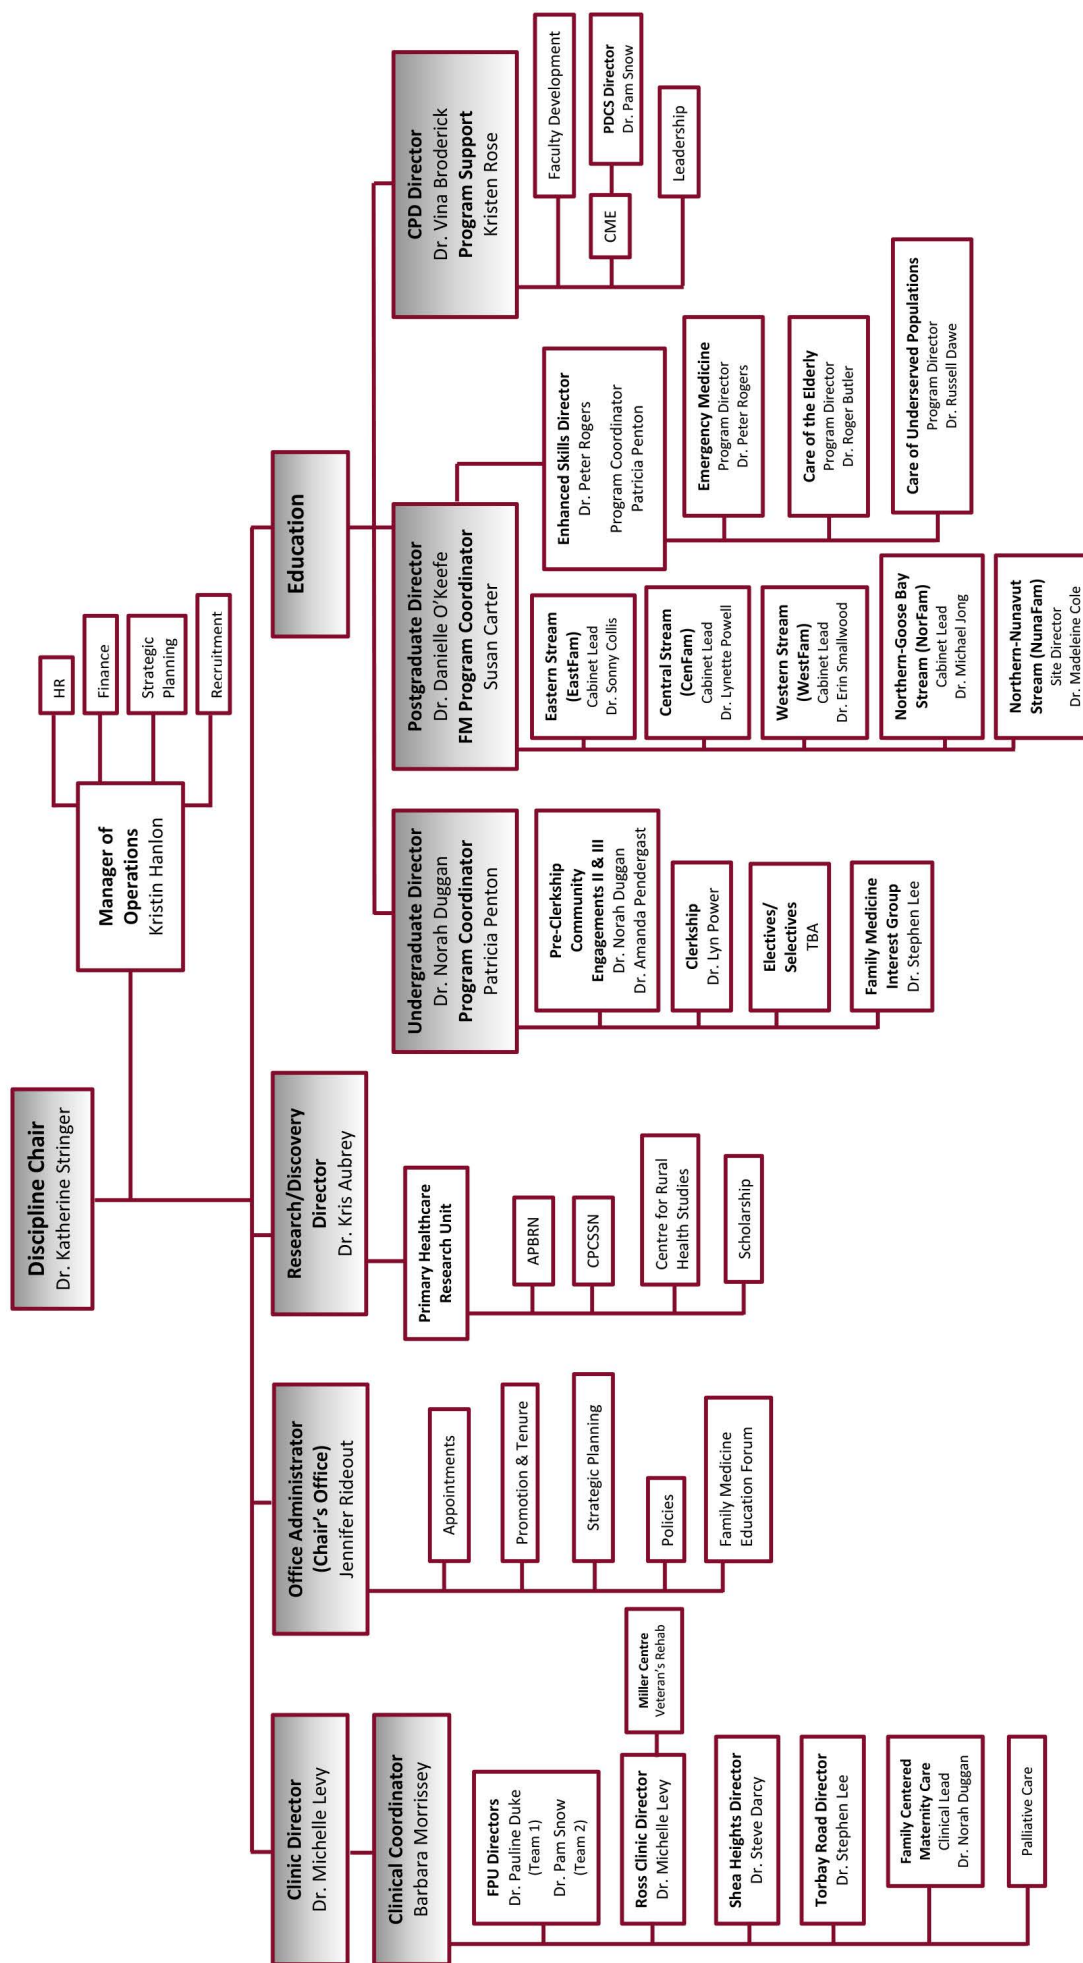 Discipline Chair
Dr. Katherine Stringer
Manager of
Operations
Kristin Hanlon
HR
Finance
Strategic
Planning
Recruitment
Clinic Director
Dr. Michelle Levy
Clinical Coordinator
Barbara Morrissey
FPU Directors
Dr. Pauline Duke
(Team 1)
Dr. Pam Snow
(Team 2)
Ross Clinic Director
Dr. Michelle Levy
Miller Centre
Veteran's Rehab
Shea Heights Director
Dr. Steve Darcy
Torbay Road Director
Dr. Stephen Lee
Family Centered
Maternity Care
Clinical Lead
Dr. Norah Duggan
Palliative Care
Office Administrator
(Chair's Office)
Jennifer Rideout
Appointments
Promotion & Tenure
Strategic Planning
Policies
Family Medicine
Education Forum
Research/Discovery
Director
Dr. Kris Aubrey
Primary Healthcare
Research Unit
APBRN
CPCSSN
Centre for Rural
Health Studies
Scholarship
Education
Undergraduate Director
Dr. Norah Duggan
Program Coordinator
Patricia Penton
Pre-Clerkship
Community
Engagements II & III
Dr. Norah Duggan
Dr. Amanda Pendergast
Clerkship
Dr. Lyn Power
Electives/
Selectives
TBA
Family Medicine
Interest Group
Dr. Stephen Lee
Postgraduate Director
Dr. Danielle O'Keefe
FM Program Coordinator
Susan Carter
Eastern Stream
(EastFam)
Cabinet Lead
Dr. Sonny Collis
Central Stream
(CenFam)
Cabinet Lead
Dr. Lynette Powell
Western Stream
(WestFam)
Cabinet Lead
Dr. Erin Smallwood
Northern-Goose Bay
Stream (NorFam)
Cabinet Lead
Dr. Michael Jong
Northern-Nunavut
Stream (NunaFam)
Site Director
Dr. Madeleine Cole
Enhanced Skills Director
Dr. Peter Rogers
Program Coordinator
Patricia Penton
Emergency Medicine
Program Director
Dr. Peter Rogers
Care of the Elderly
Program Director
Dr. Roger Butler
Care of Underserved Populations
Program Director
Dr. Russell Dawe
CPD Director
Dr. Vina Broderick
Program Support
Kristen Rose
Faculty Development
CME
PDCS Director
Dr. Pam Snow
Leadership